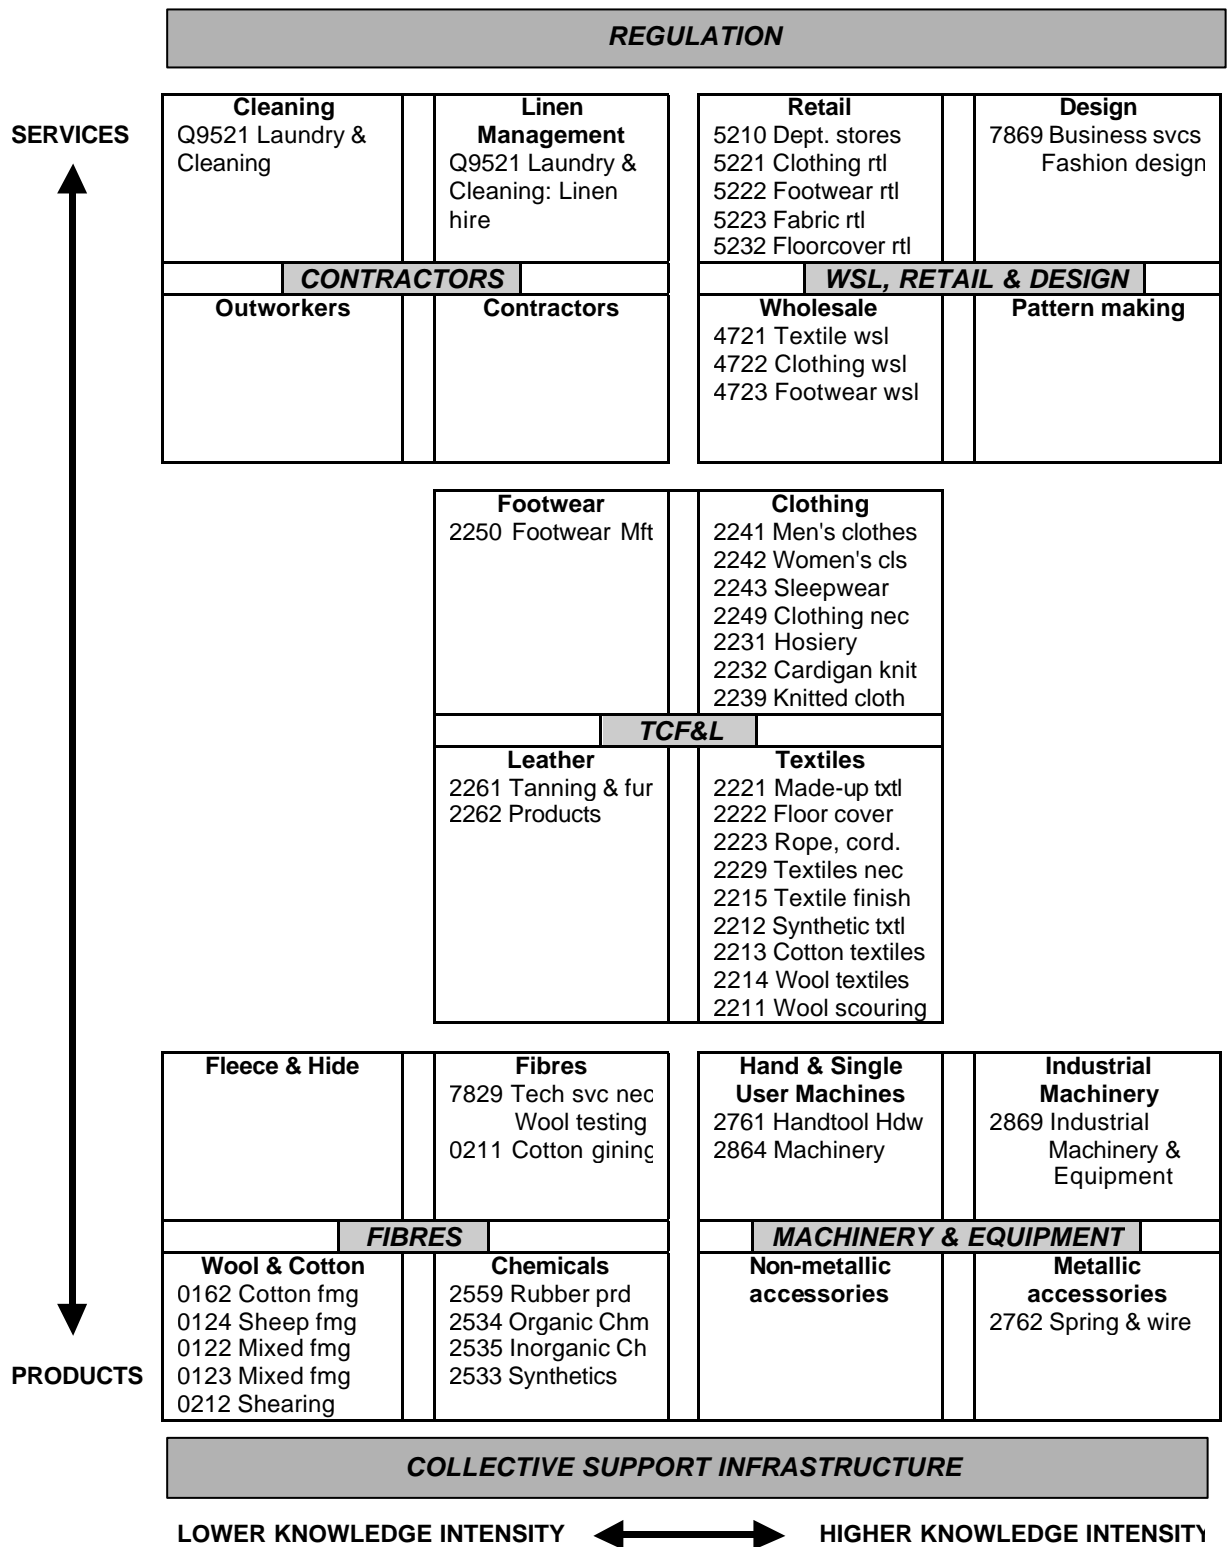 REGULATION
SERVICES
Cleaning
Q9521 Laundry &
Cleaning
Linen
Management
Q9521 Laundry &
Cleaning: Linen
hire
Retail
5210 Dept. stores
5221 Clothing rtl
5222 Footwear rtl
5223 Fabric rtl
5232 Floorcover rtl
Design
7869 Business svcs
Fashion design
CONTRACTORS
WSL, RETAIL & DESIGN
Outworkers
Contractors
Wholesale
4721 Textile wsl
4722 Clothing wsl
4723 Footwear wsl
Pattern making
Footwear
2250 Footwear Mft
Clothing
2241 Men's clothes
2242 Women's cls
2243 Sleepwear
2249 Clothing nec
2231 Hosiery
2232 Cardigan knit
2239 Knitted cloth
TCF&L
Leather
2261 Tanning & fur
2262 Products
Textiles
2221 Made-up txtl
2222 Floor cover
2223 Rope, cord.
2229 Textiles nec
2215 Textile finish
2212 Synthetic txtl
2213 Cotton textiles
2214 Wool textiles
2211 Wool scouring
Fleece & Hide
Fibres
7829 Tech svc nec
Wool testing
0211 Cotton gining
Hand & Single
User Machines
2761 Handtool Hdw
2864 Machinery
Industrial
Machinery
2869 Industrial
Machinery &
Equipment
FIBRES
MACHINERY & EQUIPMENT
Wool & Cotton
0162 Cotton fmg
0124 Sheep fmg
0122 Mixed fmg
0123 Mixed fmg
0212 Shearing
Chemicals
2559 Rubber prd
2534 Organic Chm
2535 Inorganic Ch
2533 Synthetics
Non-metallic
accessories
Metallic
accessories
2762 Spring & wire
PRODUCTS
COLLECTIVE SUPPORT INFRASTRUCTURE
LOWER KNOWLEDGE INTENSITY
HIGHER KNOWLEDGE INTENSITY